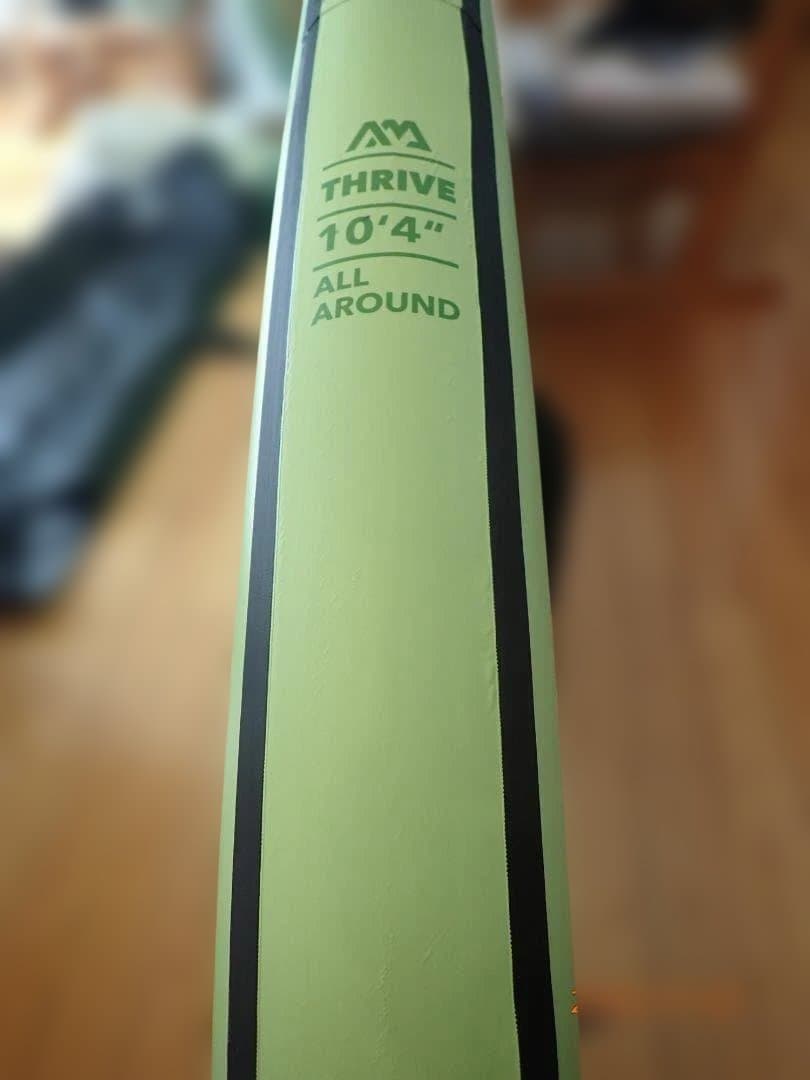 AM
THRIVE
10'4"
ALL
AROUND